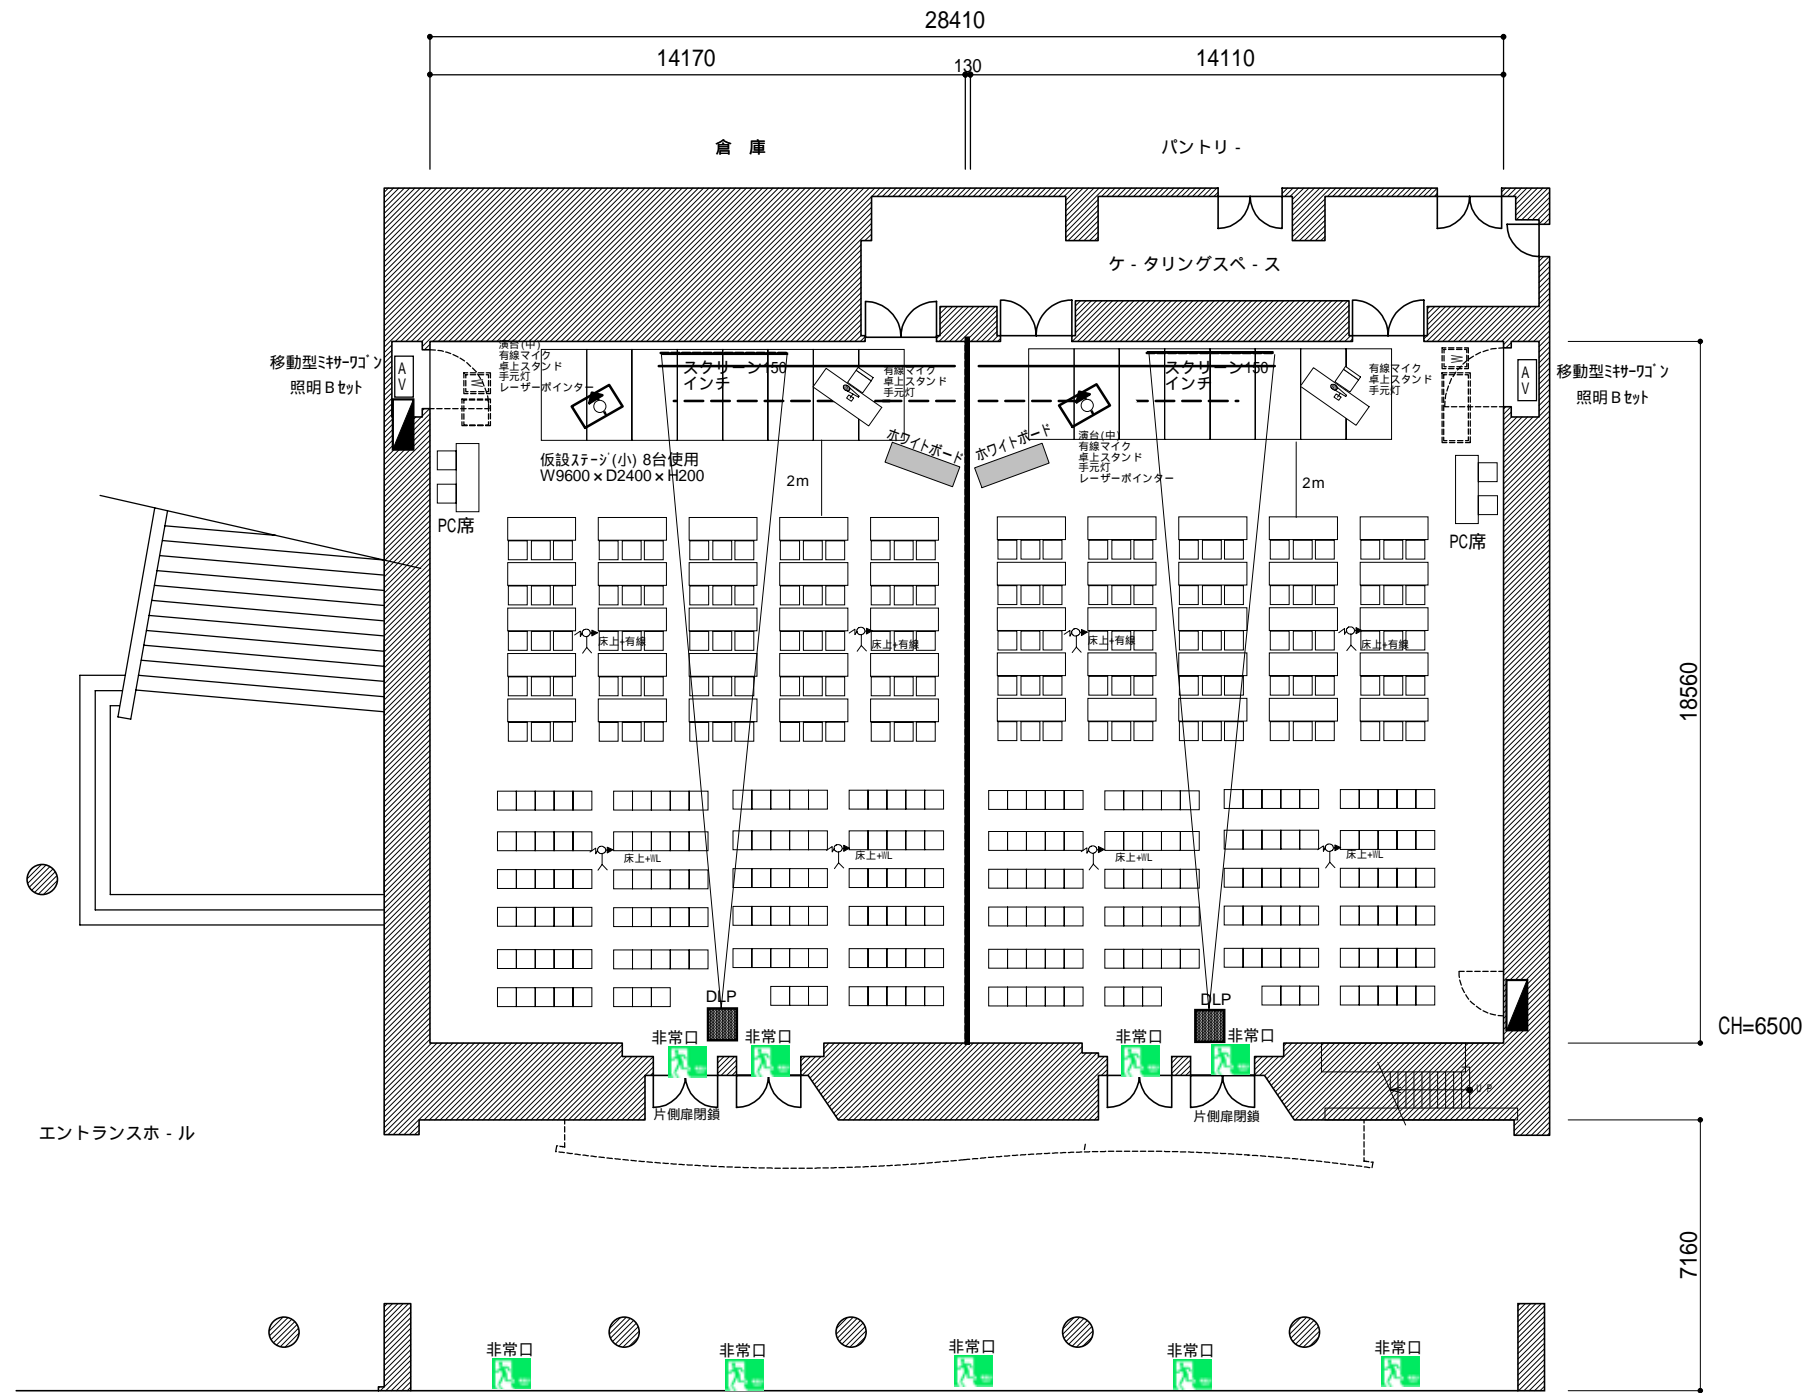 28410
14170
130
14110
倉 庫
パントリ -
ケ - タリングスペ - ス
移動型ﾐｷｻｰﾜｺﾞﾝ
照明Bｾｯﾄ
A
V
W
演台(中)
有線マイク
卓上スタンド
手元灯
レーザーポインター
スクリーン150
インチ
有線マイク
卓上スタンド
手元灯
スクリーン150
インチ
有線マイク
卓上スタンド
手元灯
W
A
V
移動型ﾐｷｻｰﾜｺﾞﾝ
照明Bｾｯﾄ
仮設ｽﾃｰｼﾞ(小) 8台使用
W9600×D2400×H200
ホワイトボード
ホワイトボード
演台(中)
有線マイク
卓上スタンド
手元灯
レーザーポインター
2m
2m
PC席
PC席
床上+有線
床上+有線
床上+有線
床上+有線
18560
床上+WL
床上+WL
床上+WL
床上+WL
DLP
DLP
CH=6500
非常口
非常口
非常口
非常口
UP
片側扉閉鎖
片側扉閉鎖
エントランスホ - ル
7160
非常口
非常口
非常口
非常口
非常口